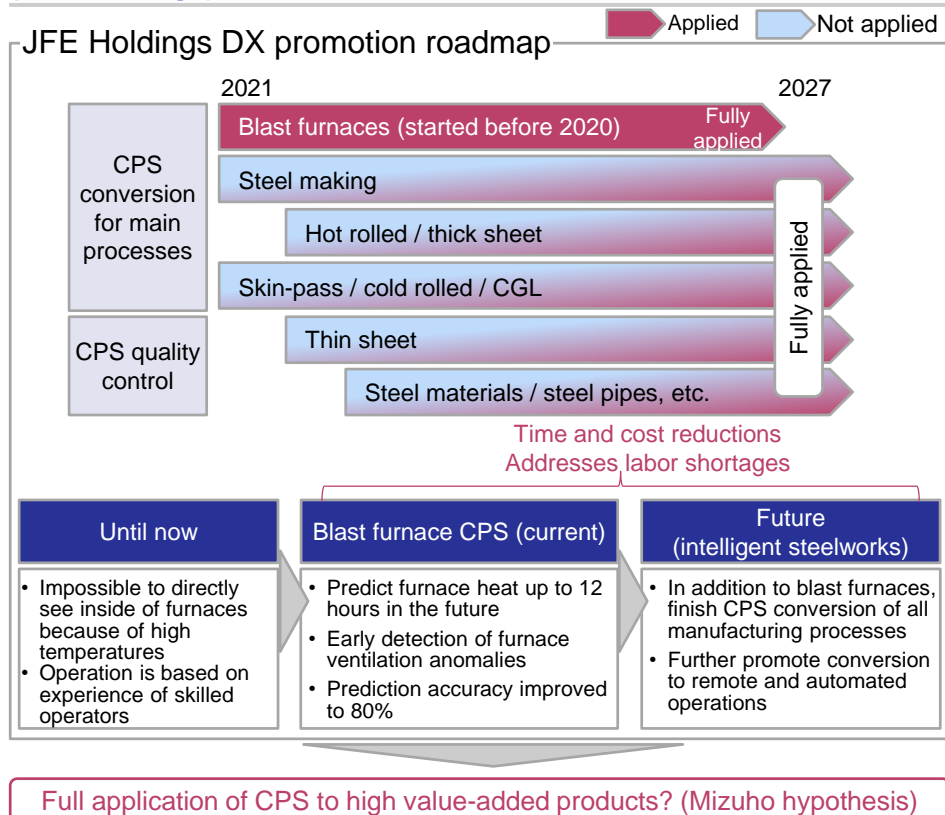 Applied
Not applied
JFE Holdings DX promotion roadmap
2021
2027
CPS
conversion
for main
processes
Blast furnaces (started before 2020)
Fully
applied
Steel making
Hot rolled / thick sheet
Skin-pass / cold rolled / CGL
Fully applied
CPS quality
control
Thin sheet
Steel materials / steel pipes, etc.
Time and cost reductions
Addresses labor shortages
Until now
• Impossible to directly
see inside of furnaces
because of high
temperatures
• Operation is based on
experience of skilled
operators
Blast furnace CPS (current)
• Predict furnace heat up to 12
hours in the future
• Early detection of furnace
ventilation anomalies
• Prediction accuracy improved
to 80%
Future
(intelligent steelworks)
• In addition to blast furnaces,
finish CPS conversion of all
manufacturing processes
• Further promote conversion
to remote and automated
operations
Full application of CPS to high value-added products? (Mizuho hypothesis)